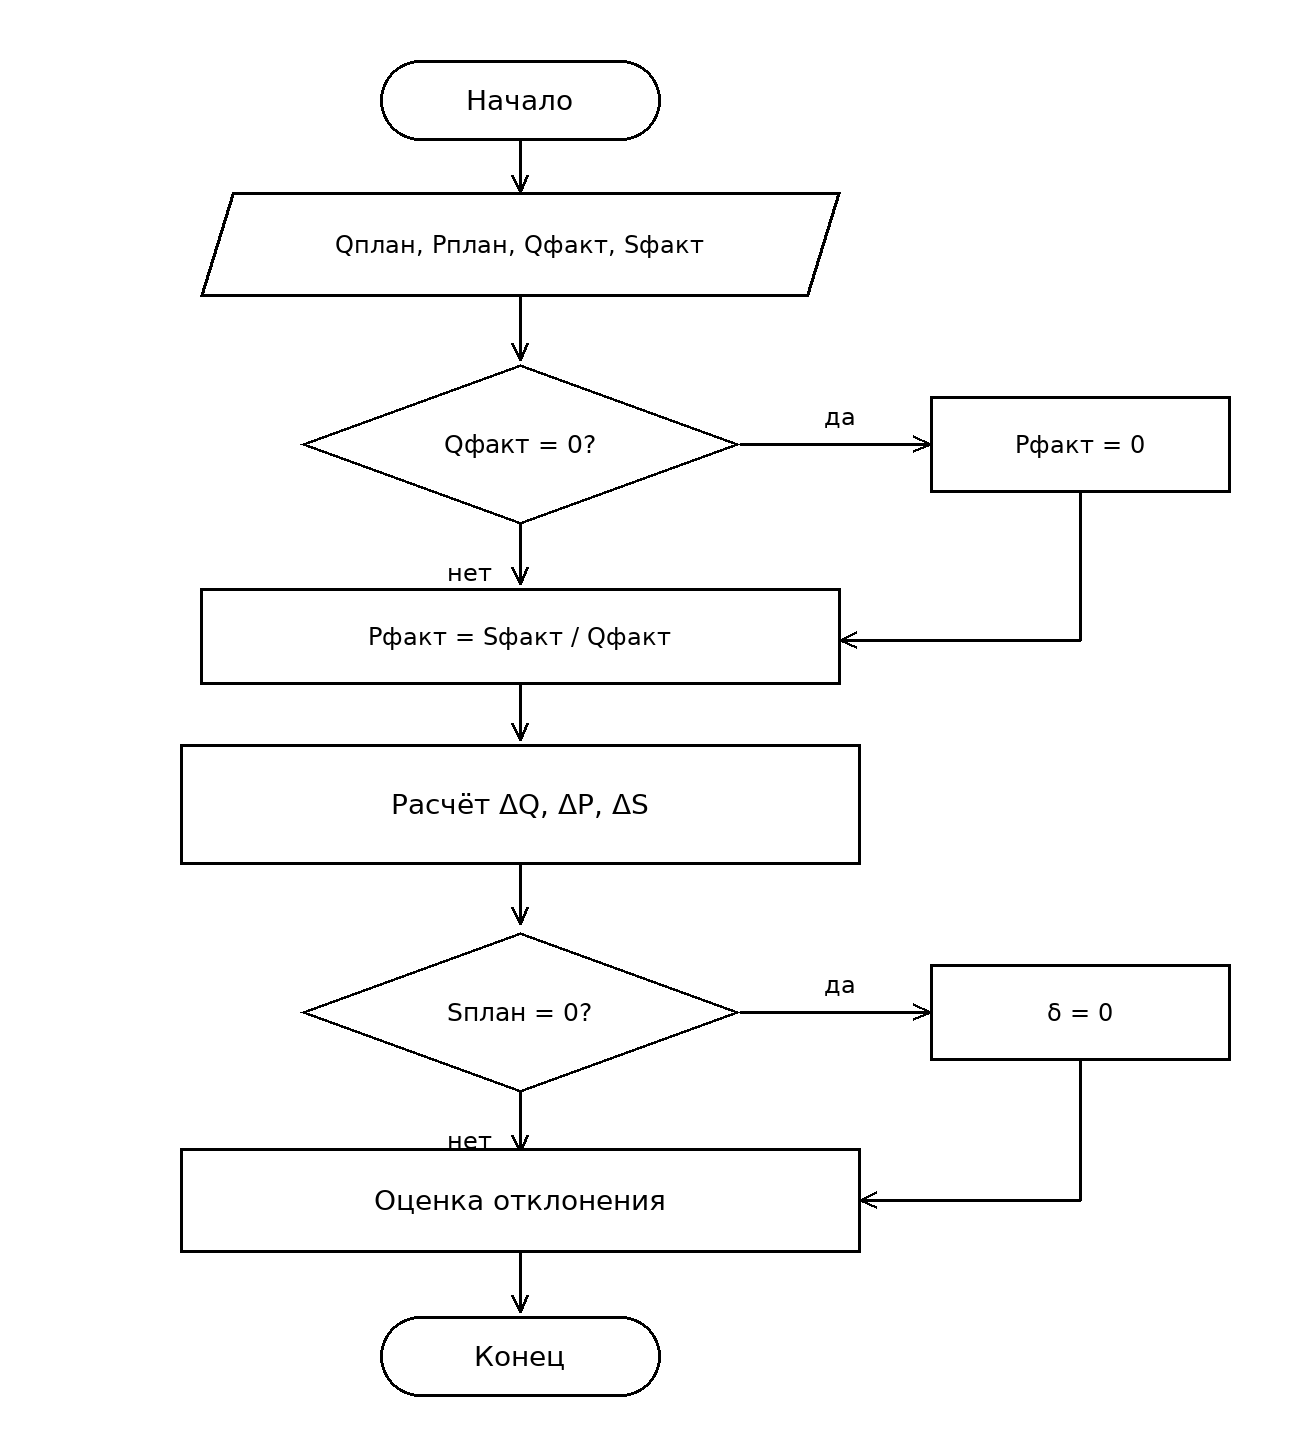 Начало
Qплан, Pплан, Qфакт, Sфакт
Qфакт = 0?
да
Pфакт = 0
нет
Pфакт = Sфакт / Qфакт
Расчёт ΔQ, ΔP, ΔS
Sплан = 0?
да
δ = 0
нет
Оценка отклонения
Конец